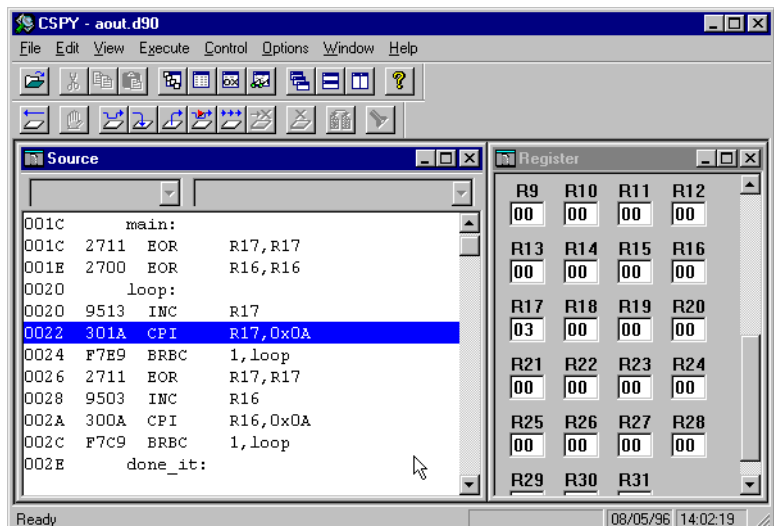 CSPY - aout.d90
File Edit View Execute Control Options Window Help
Source
001C main:
001C 2711 EOR R17,R17
001E 2700 EOR R16,R16
0020 loop:
0020 9513 INC R17
0022 301A CPI R17,0x0A
0024 F7E9 BRBC 1,loop
0026 2711 EOR R17,R17
0028 9503 INC R16
002A 300A CPI R16,0x0A
002C F7C9 BRBC 1,loop
002E done_it:
Register
R9 R10 R11 R12
00 00 00 00
R13 R14 R15 R16
00 00 00 00
R17 R18 R19 R20
03 00 00 00
R21 R22 R23 R24
00 00 00 00
R25 R26 R27 R28
00 00 00 00
R29 R30 R31
Ready 08/05/96 14:02:19